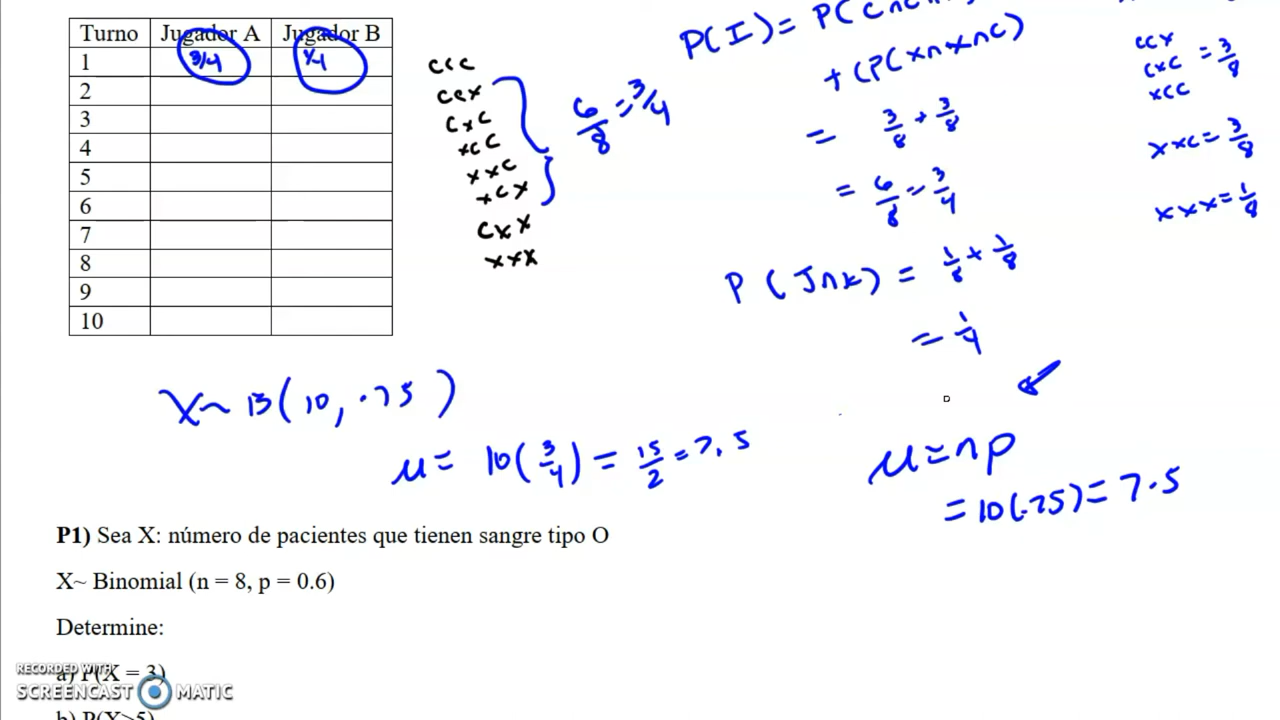 Turno Jugador A Jugador B
1 3/4 1/4
2
3
4
5
6
7
8
9
10
ccc
ccx
cxc
xcc
xxc
xcx
cxx
xxx
6/8 = 3/4
P(I) = P(
+ (P(x∩x∩c)
= 3/8 + 3/8
= 6/8 = 3/4
P(J∩K) = 1/8 + 1/8
= 1/4
ccx
cxc = 3/8
xcc
xxc = 3/8
xxx = 1/8
X~ B(10, .75)
μ = 10(3/4) = 15/2 = 7.5
μ = np
= 10(.75) = 7.5
P1) Sea X: número de pacientes que tienen sangre tipo O
X~ Binomial (n = 8, p = 0.6)
Determine:
a) P(X = 3)
RECORDED WITH
SCREENCAST MATIC
b) P(X>5)